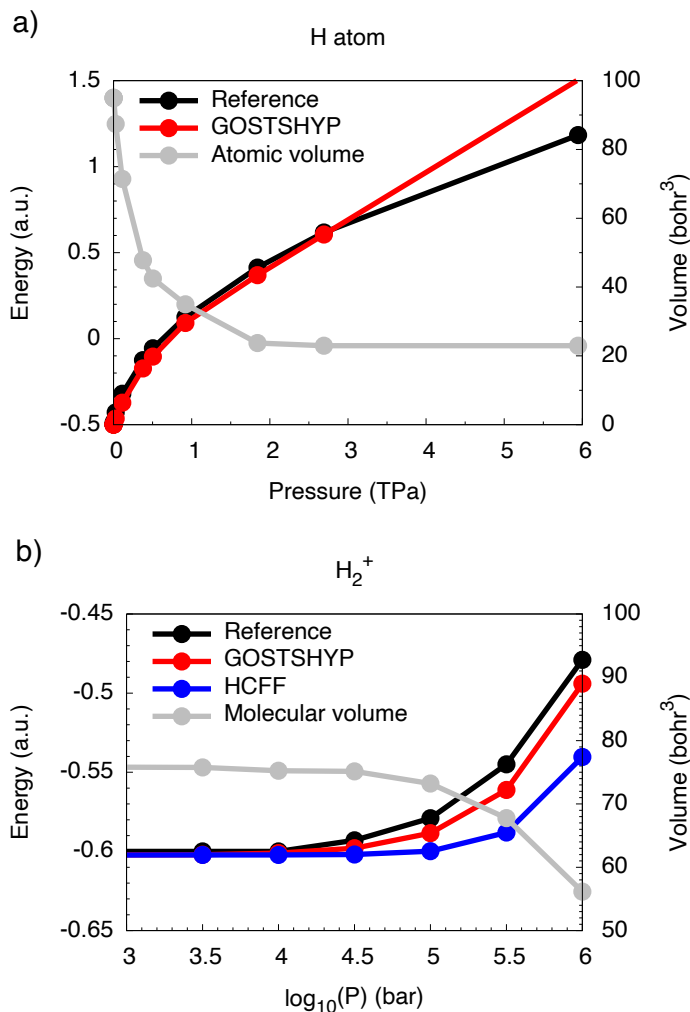 a)
H atom
1.5
1
0.5
0
-0.5
Energy (a.u.)
Reference
GOSTSHYP
Atomic volume
100
80
60
40
20
0
Volume (bohr³)
0 1 2 3 4 5 6
Pressure (TPa)
b)
H₂⁺
-0.45
-0.5
-0.55
-0.6
-0.65
Energy (a.u.)
Reference
GOSTSHYP
HCFF
Molecular volume
100
90
80
70
60
50
Volume (bohr³)
3 3.5 4 4.5 5 5.5 6
log₁₀(P) (bar)